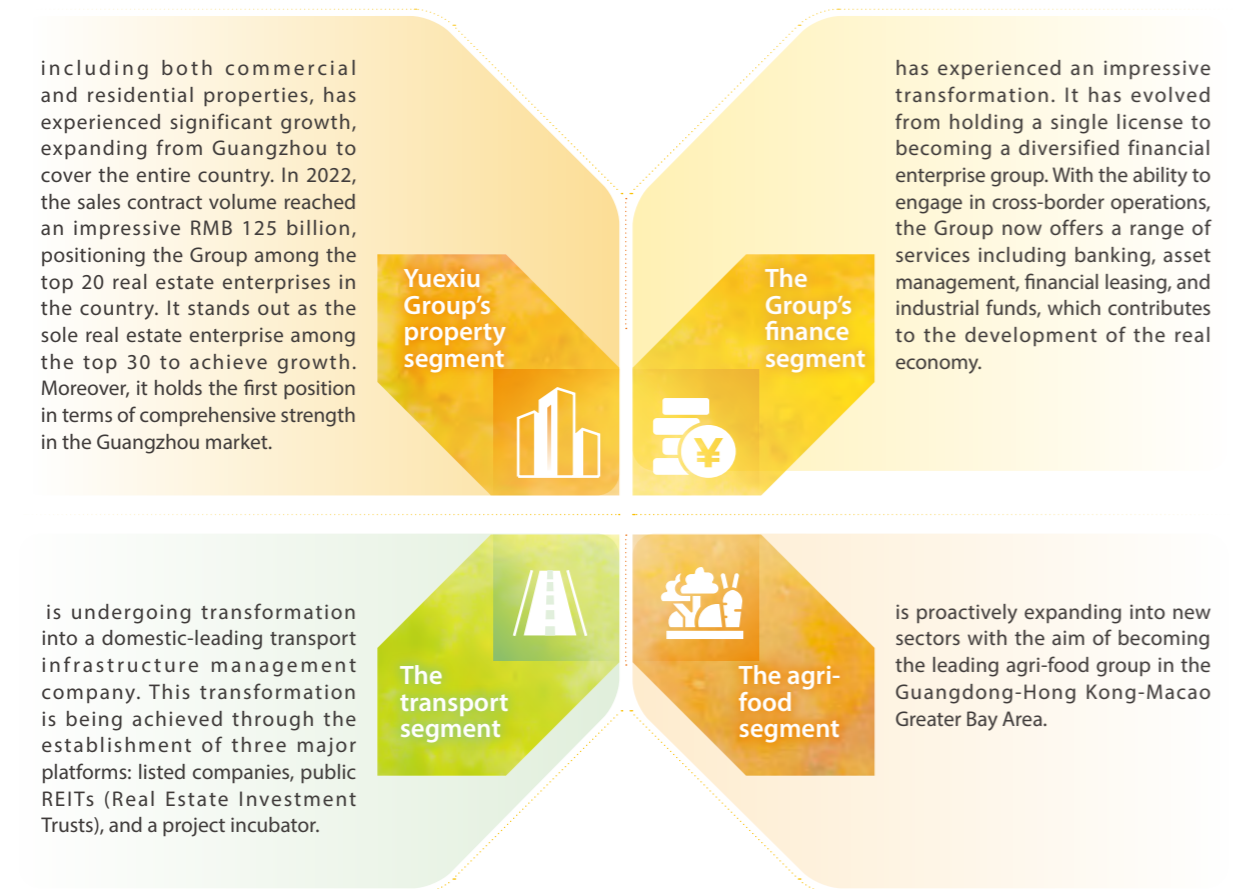 Yuexiu
Group's
property
segment
including both commercial
and residential properties, has
experienced significant growth,
expanding from Guangzhou to
cover the entire country. In 2022,
the sales contract volume reached
an impressive RMB 125 billion,
positioning the Group among the
top 20 real estate enterprises in
the country. It stands out as the
sole real estate enterprise among
the top 30 to achieve growth.
Moreover, it holds the first position
in terms of comprehensive strength
in the Guangzhou market.
The
Group's
finance
segment
has experienced an impressive
transformation. It has evolved
from holding a single license to
becoming a diversified financial
enterprise group. With the ability to
engage in cross-border operations,
the Group now offers a range of
services including banking, asset
management, financial leasing, and
industrial funds, which contributes
to the development of the real
economy.
¥
The
transport
segment
is undergoing transformation
into a domestic-leading transport
infrastructure management
company. This transformation
is being achieved through the
establishment of three major
platforms: listed companies, public
REITs (Real Estate Investment
Trusts), and a project incubator.
The agri-
food
segment
is proactively expanding into new
sectors with the aim of becoming
the leading agri-food group in the
Guangdong-Hong Kong-Macao
Greater Bay Area.